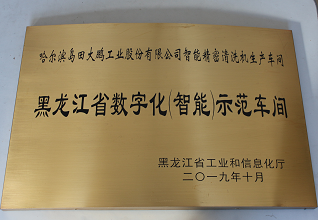 哈尔滨岛田大鹏工业股份有限公司智能精密清洗机生产车间
黑龙江省数字化(智能)示范车间
黑龙江省工业和信息化厅
二〇一九年十月